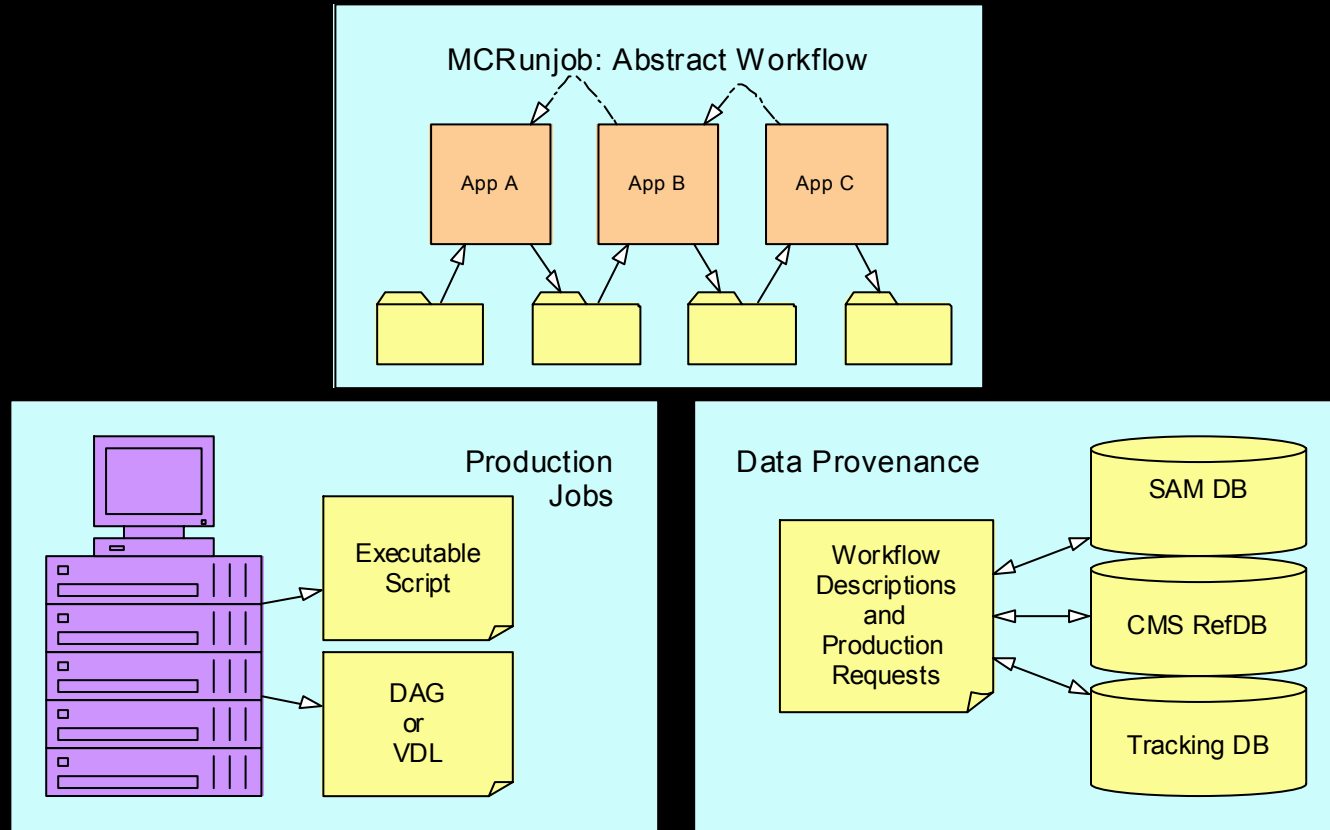 MCRunjob: Abstract Workflow
App A
App B
App C
Production
Jobs
Executable
Script
DAG
or
VDL
Data Provenance
Workflow
Descriptions
and
Production
Requests
SAM DB
CMS RefDB
Tracking DB